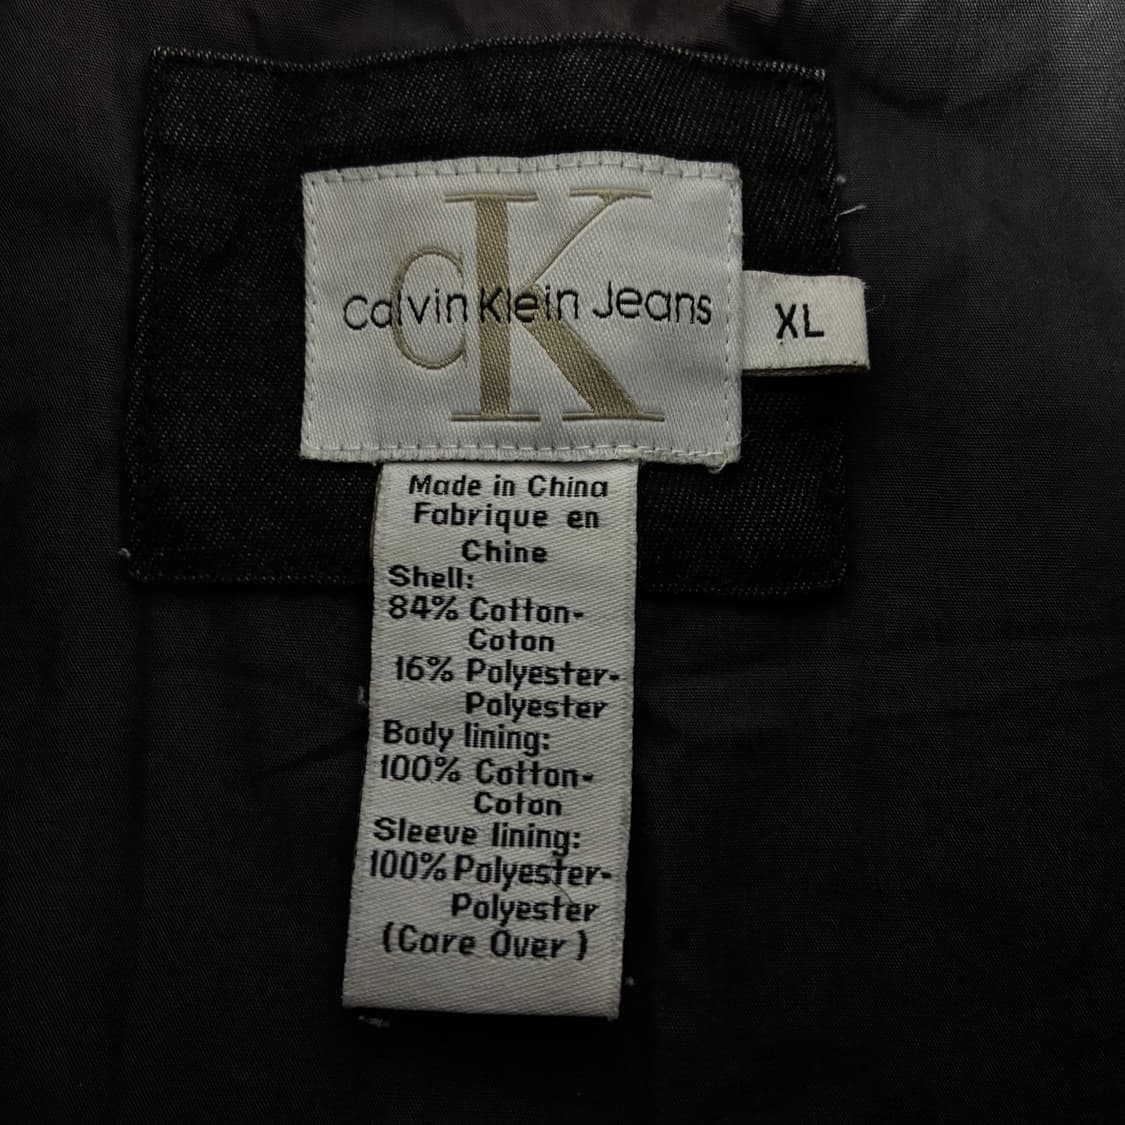 CK
Calvin Klein Jeans
XL
Made in China
Fabrique en
Chine
Shell:
84% Cotton-
Coton
16% Polyester-
Polyester
Body lining:
100% Cotton-
Coton
Sleeve lining:
100% Polyester-
Polyester
(Care Over)